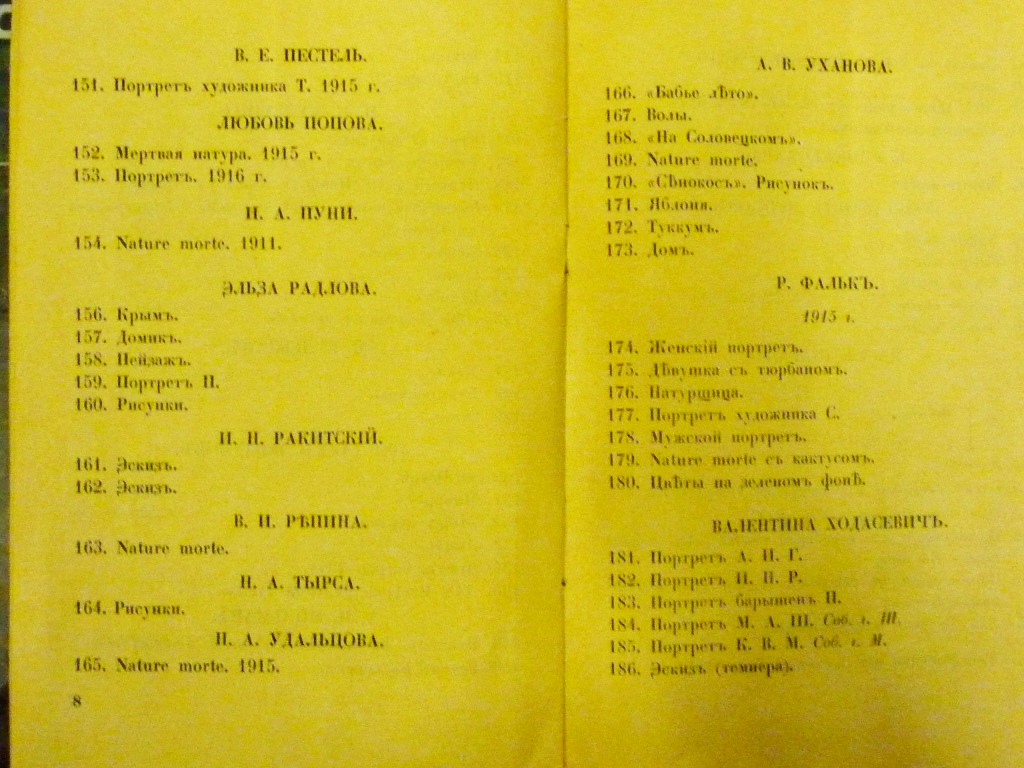 В. Е. ПЕСТЕЛЬ.
151. Портретъ художника Т. 1915 г.
ЛЮБОВЬ ПОПОВА.
152. Мертвая натура. 1915 г.
153. Портретъ. 1916 г.
И. А. ПУНИ.
154. Nature morte. 1911.
ЭЛЬЗА РАДЛОВА.
156. Крымъ.
157. Домикъ.
158. Пейзажъ.
159. Портретъ П.
160. Рисунки.
И. Н. РАКИТСКІЙ.
161. Эскизъ.
162. Эскизъ.
В. И. РѢПИНА.
163. Nature morte.
Н. А. ТЫРСА.
164. Рисунки.
Н. А. УДАЛЬЦОВА.
165. Nature morte. 1915.
8
А. В. УХАНОВА.
166. «Бабье лѣто».
167. Волы.
168. «На Соловецкомъ».
169. Nature morte.
170. «Сѣнокосъ». Рисунокъ.
171. Яблоня.
172. Туккумъ.
173. Домъ.
Р. ФАЛЬКЪ.
1915 г.
174. Женскій портретъ.
175. Дѣвушка съ тюрбаномъ.
176. Натурщица.
177. Портретъ художника С.
178. Мужской портретъ.
179. Nature morte съ кактусомъ.
180. Цвѣты на зеленомъ фонѣ.
ВАЛЕНТИНА ХОДАСЕВИЧЪ.
181. Портретъ А. И. Г.
182. Портретъ И. Н. Р.
183. Портретъ барышень
184. Портретъ М. А. Ш. Соб. г. Ш.
185. Портретъ К. В. М. Соб. г. М.
186. Эскизъ (темпера).